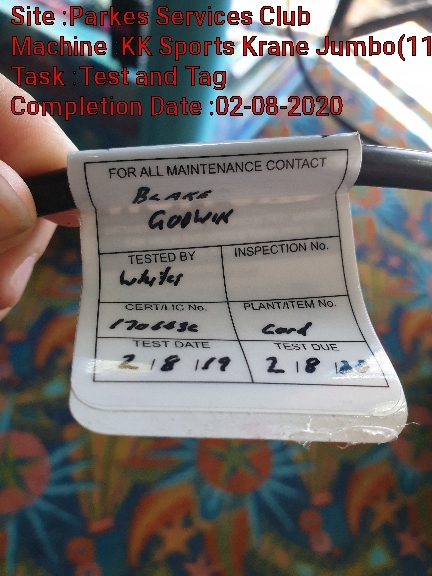 Site :Parkes Services Club
Machine :KK Sports Krane Jumbo(11
Task :Test and Tag
Completion Date :02-08-2020
FOR ALL MAINTENANCE CONTACT
BLAKE
GODWIN
TESTED BY
INSPECTION No.
CERT/LIC No.
PLANT/ITEM No.
Cord
TEST DATE
TEST DUE
2 / 8 / 19
2 / 8 / 20